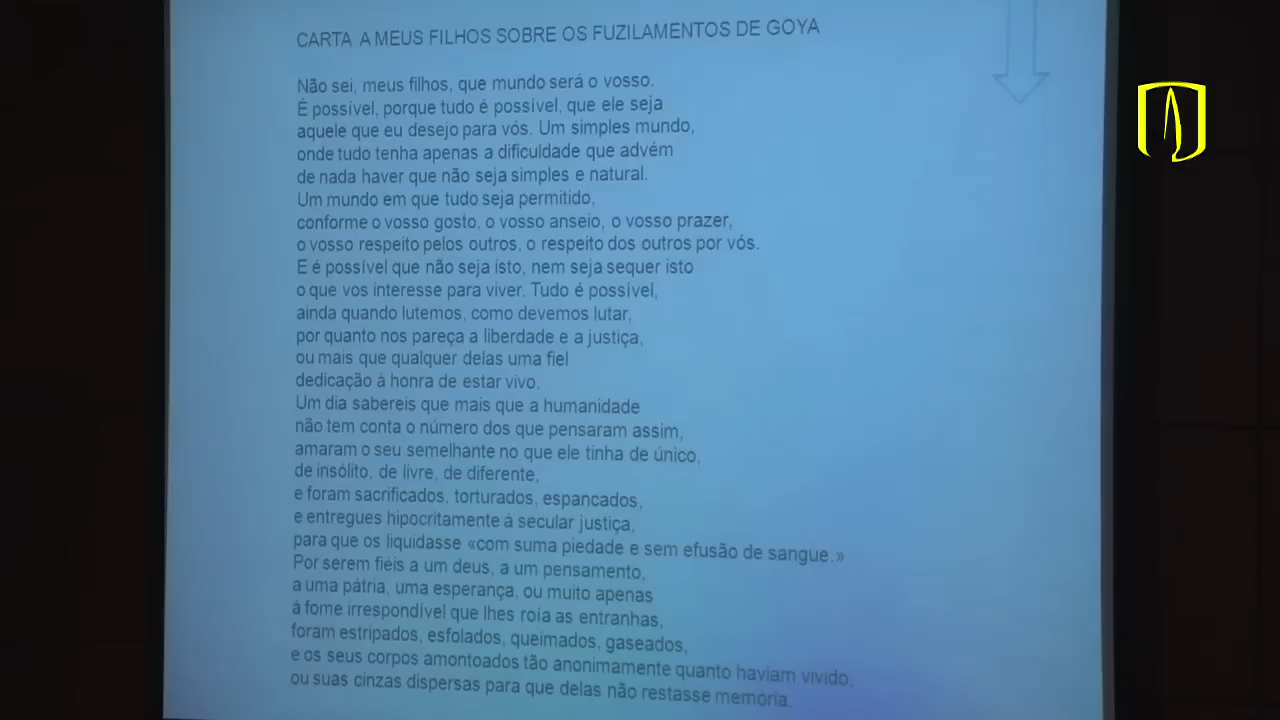 CARTA A MEUS FILHOS SOBRE OS FUZILAMENTOS DE GOYA
Não sei, meus filhos, que mundo será o vosso.
É possível, porque tudo é possível, que ele seja
aquele que eu desejo para vós. Um simples mundo,
onde tudo tenha apenas a dificuldade que advém
de nada haver que não seja simples e natural.
Um mundo em que tudo seja permitido,
conforme o vosso gosto, o vosso anseio, o vosso prazer,
o vosso respeito pelos outros, o respeito dos outros por vós.
E é possível que não seja isto, nem seja sequer isto
o que vos interesse para viver. Tudo é possível,
ainda quando lutemos, como devemos lutar,
por quanto nos pareça a liberdade e a justiça,
ou mais que qualquer delas uma fiel
dedicação à honra de estar vivo.
Um dia sabereis que mais que a humanidade
não tem conta o número dos que pensaram assim,
amaram o seu semelhante no que ele tinha de único,
de insólito, de livre, de diferente,
e foram sacrificados, torturados, espancados,
e entregues hipocritamente à secular justiça,
para que os liquidasse «com suma piedade e sem efusão de sangue.»
Por serem fiéis a um deus, a um pensamento,
a uma pátria, uma esperança, ou muito apenas
à fome irrespondível que lhes roía as entranhas,
foram estripados, esfolados, queimados, gaseados,
e os seus corpos amontoados tão anonimamente quanto haviam vivido,
ou suas cinzas dispersas para que delas não restasse memória.